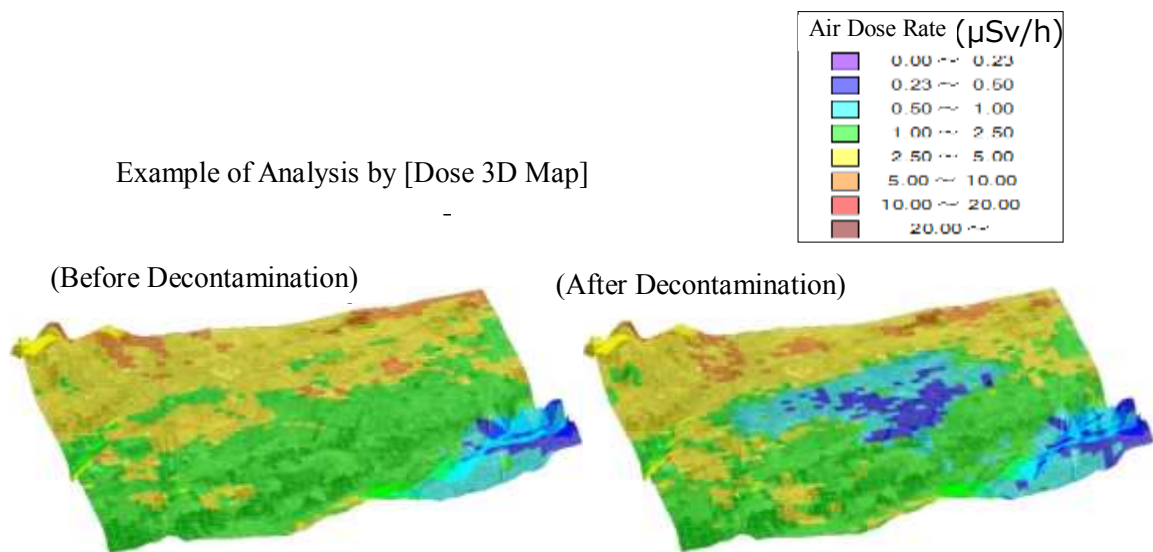 Air Dose Rate (μSv/h)
0.00 ~ 0.23
0.23 ~ 0.50
0.50 ~ 1.00
1.00 ~ 2.50
2.50 ~ 5.00
5.00 ~ 10.00
10.00 ~ 20.00
20.00 ~
Example of Analysis by [Dose 3D Map]
-
(Before Decontamination)
(After Decontamination)